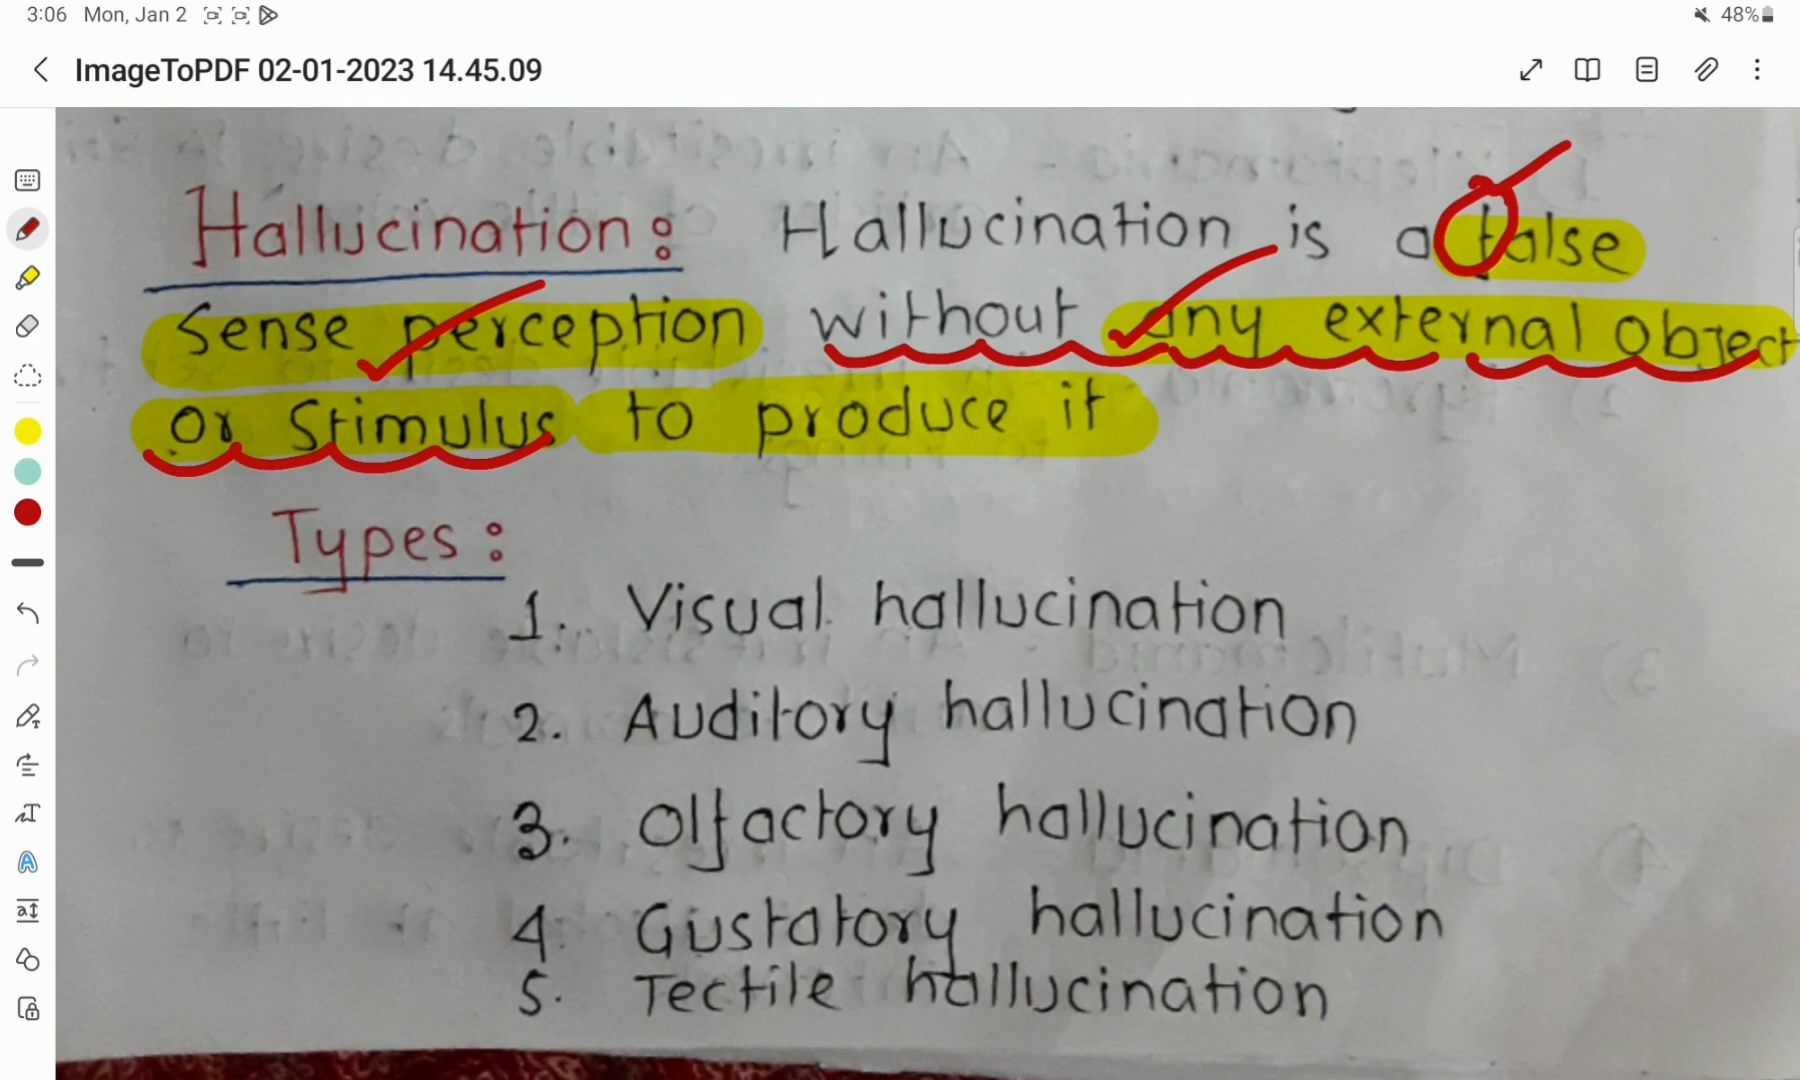 3:06 Mon, Jan 2
48%
ImageToPDF 02-01-2023 14.45.09
Hallucination: Hallucination is a false
Sense perception without any external object
or Stimulus to produce it
Types:
1. Visual hallucination
2. Auditory hallucination
3. Olfactory hallucination
4. Gustatory hallucination
5. Tectile hallucination